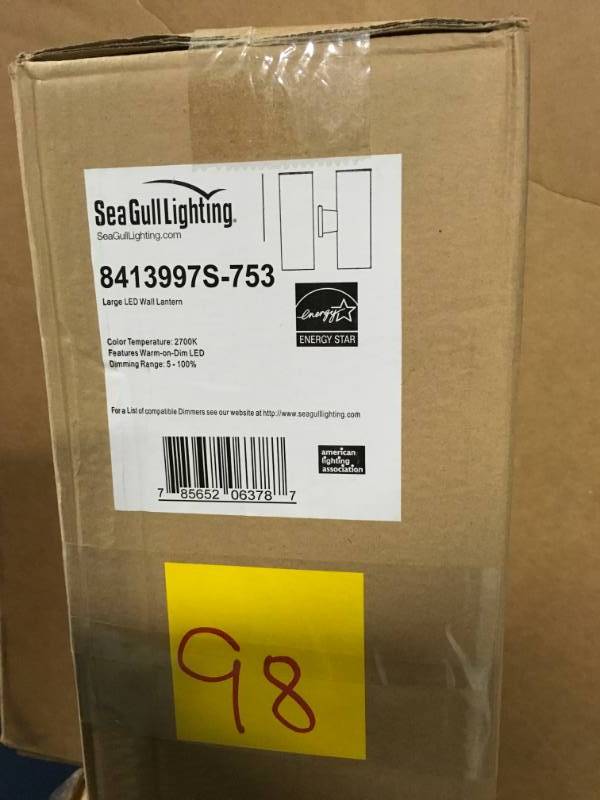 SeaGullLighting.
SeaGullLighting.com
8413997S-753
Large LED Wall Lantern
energy
ENERGY STAR
Color Temperature: 2700K
Features Warm-on-Dim LED
Dimming Range: 5 - 100%
For a List of compatible Dimmers see our website at http://www.seagulllighting.com
american
lighting
association
7 85652 06378 7
98